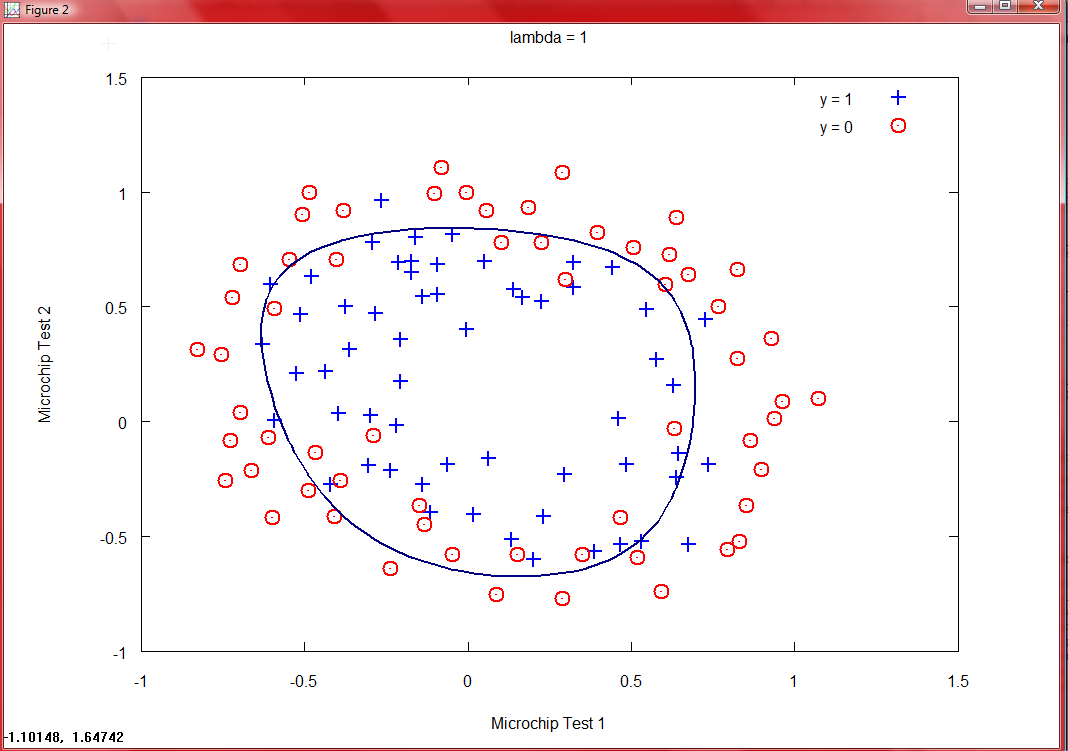 Figure 2
lambda = 1
y = 1
y = 0
1.5
1
0.5
0
-0.5
-1
Microchip Test 2
-1 -0.5 0 0.5 1 1.5
Microchip Test 1
-1.10148, 1.64742